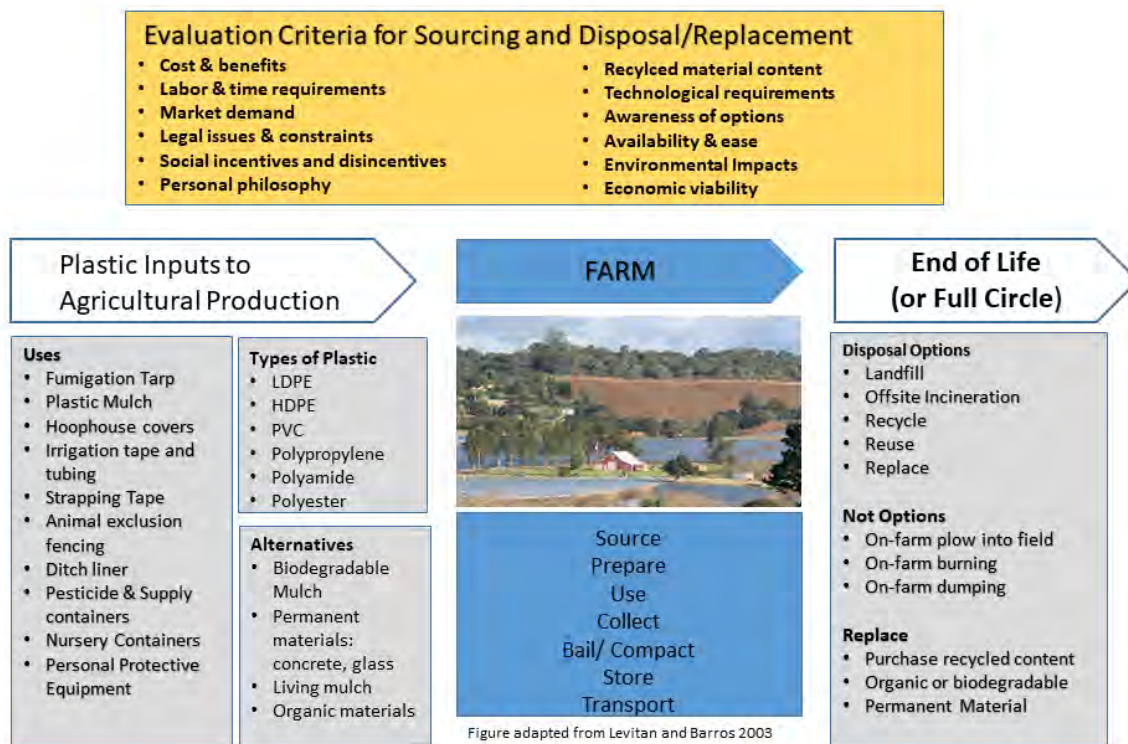 Evaluation Criteria for Sourcing and Disposal/Replacement
• Cost & benefits
• Labor & time requirements
• Market demand
• Legal issues & constraints
• Social incentives and disincentives
• Personal philosophy
• Recylced material content
• Technological requirements
• Awareness of options
• Availability & ease
• Environmental Impacts
• Economic viability
Plastic Inputs to
Agricultural Production
Uses
• Fumigation Tarp
• Plastic Mulch
• Hoophouse covers
• Irrigation tape and
tubing
• Strapping Tape
• Animal exclusion
fencing
• Ditch liner
• Pesticide & Supply
containers
• Nursery Containers
• Personal Protective
Equipment
Types of Plastic
• LDPE
• HDPE
• PVC
• Polypropylene
• Polyamide
• Polyester
Alternatives
• Biodegradable
Mulch
• Permanent
materials:
concrete, glass
• Living mulch
• Organic materials
FARM
Source
Prepare
Use
Collect
Bail/ Compact
Store
Transport
Figure adapted from Levitan and Barros 2003
End of Life
(or Full Circle)
Disposal Options
• Landfill
• Offsite Incineration
• Recycle
• Reuse
• Replace
Not Options
• On-farm plow into field
• On-farm burning
• On-farm dumping
Replace
• Purchase recycled content
• Organic or biodegradable
• Permanent Material